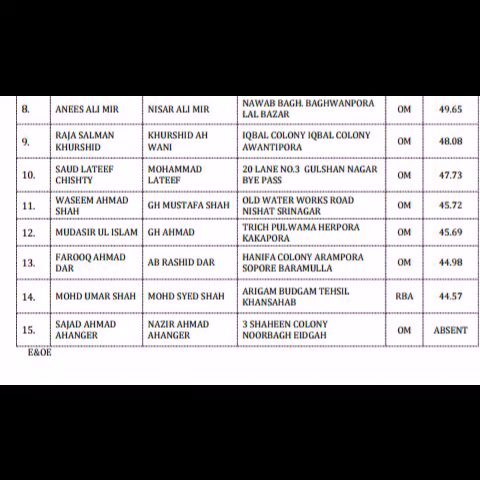 8. ANEES ALI MIR NISAR ALI MIR NAWAB BAGH. BAGHWANPORA LAL BAZAR OM 49.65
9. RAJA SALMAN KHURSHID KHURSHID AH WANI IQBAL COLONY IQBAL COLONY AWANTIPORA OM 48.08
10. SAUD LATEEF CHISHTY MOHAMMAD LATEEF 20 LANE NO.3 GULSHAN NAGAR BYE PASS OM 47.73
11. WASEEM AHMAD SHAH GH MUSTAFA SHAH OLD WATER WORKS ROAD NISHAT SRINAGAR OM 45.72
12. MUDASIR UL ISLAM GH AHMAD TRICH PULWAMA HERPORA KAKAPORA OM 45.69
13. FAROOQ AHMAD DAR AB RASHID DAR HANIFA COLONY ARAMPORA SOPORE BARAMULLA OM 44.98
14. MOHD UMAR SHAH MOHD SYED SHAH ARIGAM BUDGAM TEHSIL KHANSAHAB RBA 44.57
15. SAJAD AHMAD AHANGER NAZIR AHMAD AHANGER 3 SHAHEEN COLONY NOORBAGH EIDGAH OM ABSENT
E&OE